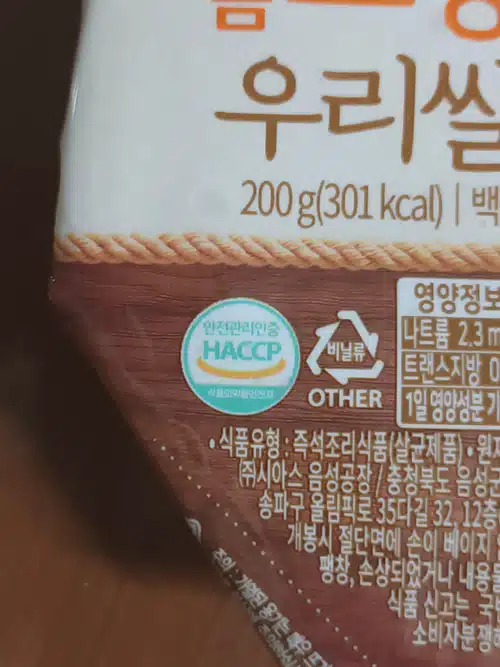 우리쌀
200 g(301 kcal) | 백
영양정보
나트륨 2.3 m
트랜스지방 0
1일 영양성분 기
안전관리인증
HACCP
식품의약품안전처
비닐류
OTHER
•식품유형 : 즉석조리식품(살균제품) • 원재
(주)시아스 음성공장 / 충청북도 음성군
송파구 올림픽로35다길 32, 12층
개봉시 절단면에 손이 베이지
팽창, 손상되었거나 내용물
식품 신고는 국번
소비자분쟁해